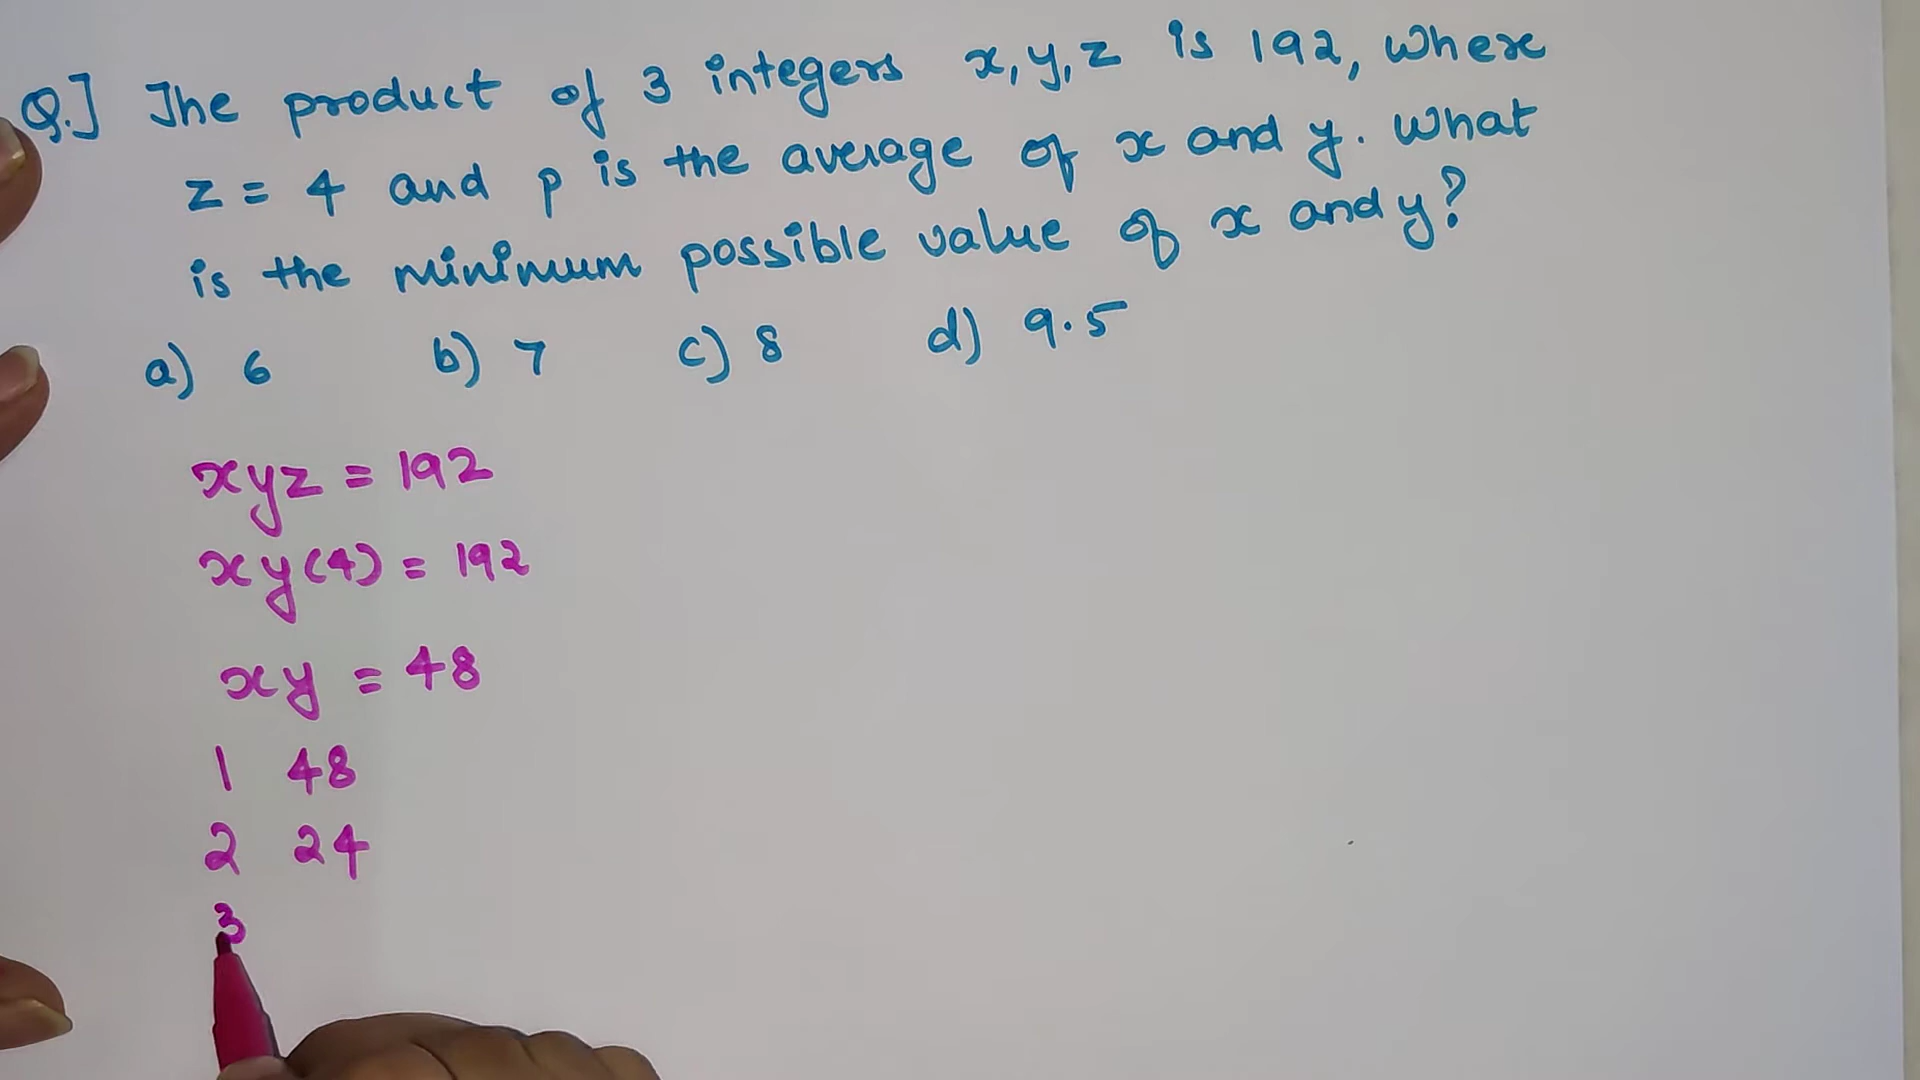 Q.] The product of 3 integers x, y, z is 192, where
z = 4 and p is the average of x and y. What
is the minimum possible value of x and y?
a) 6 b) 7 c) 8 d) 9.5
xyz = 192
xy(4) = 192
xy = 48
1 48
2 24
3